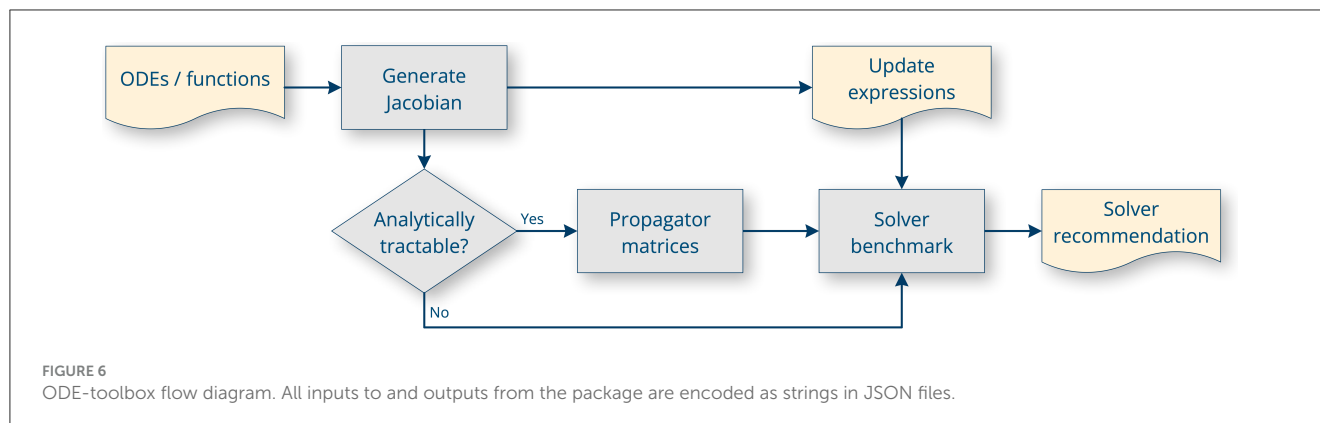 ODEs / functions
Generate
Jacobian
Update
expressions
Analytically
tractable?
Yes
Propagator
matrices
Solver
benchmark
Solver
recommendation
No
FIGURE 6
ODE-toolbox flow diagram. All inputs to and outputs from the package are encoded as strings in JSON files.